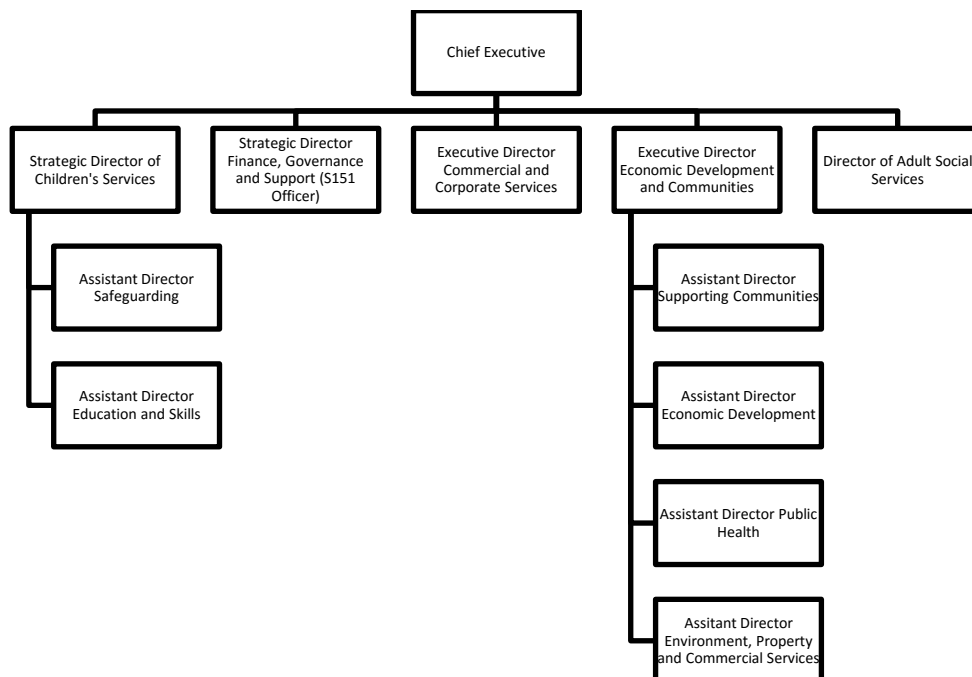 Chief Executive
Strategic Director of
Children's Services
Strategic Director
Finance, Governance
and Support (S151
Officer)
Executive Director
Commercial and
Corporate Services
Executive Director
Economic Development
and Communities
Director of Adult Social
Services
Assistant Director
Safeguarding
Assistant Director
Education and Skills
Assistant Director
Supporting Communities
Assistant Director
Economic Development
Assistant Director Public
Health
Assitant Director
Environment, Property
and Commercial Services